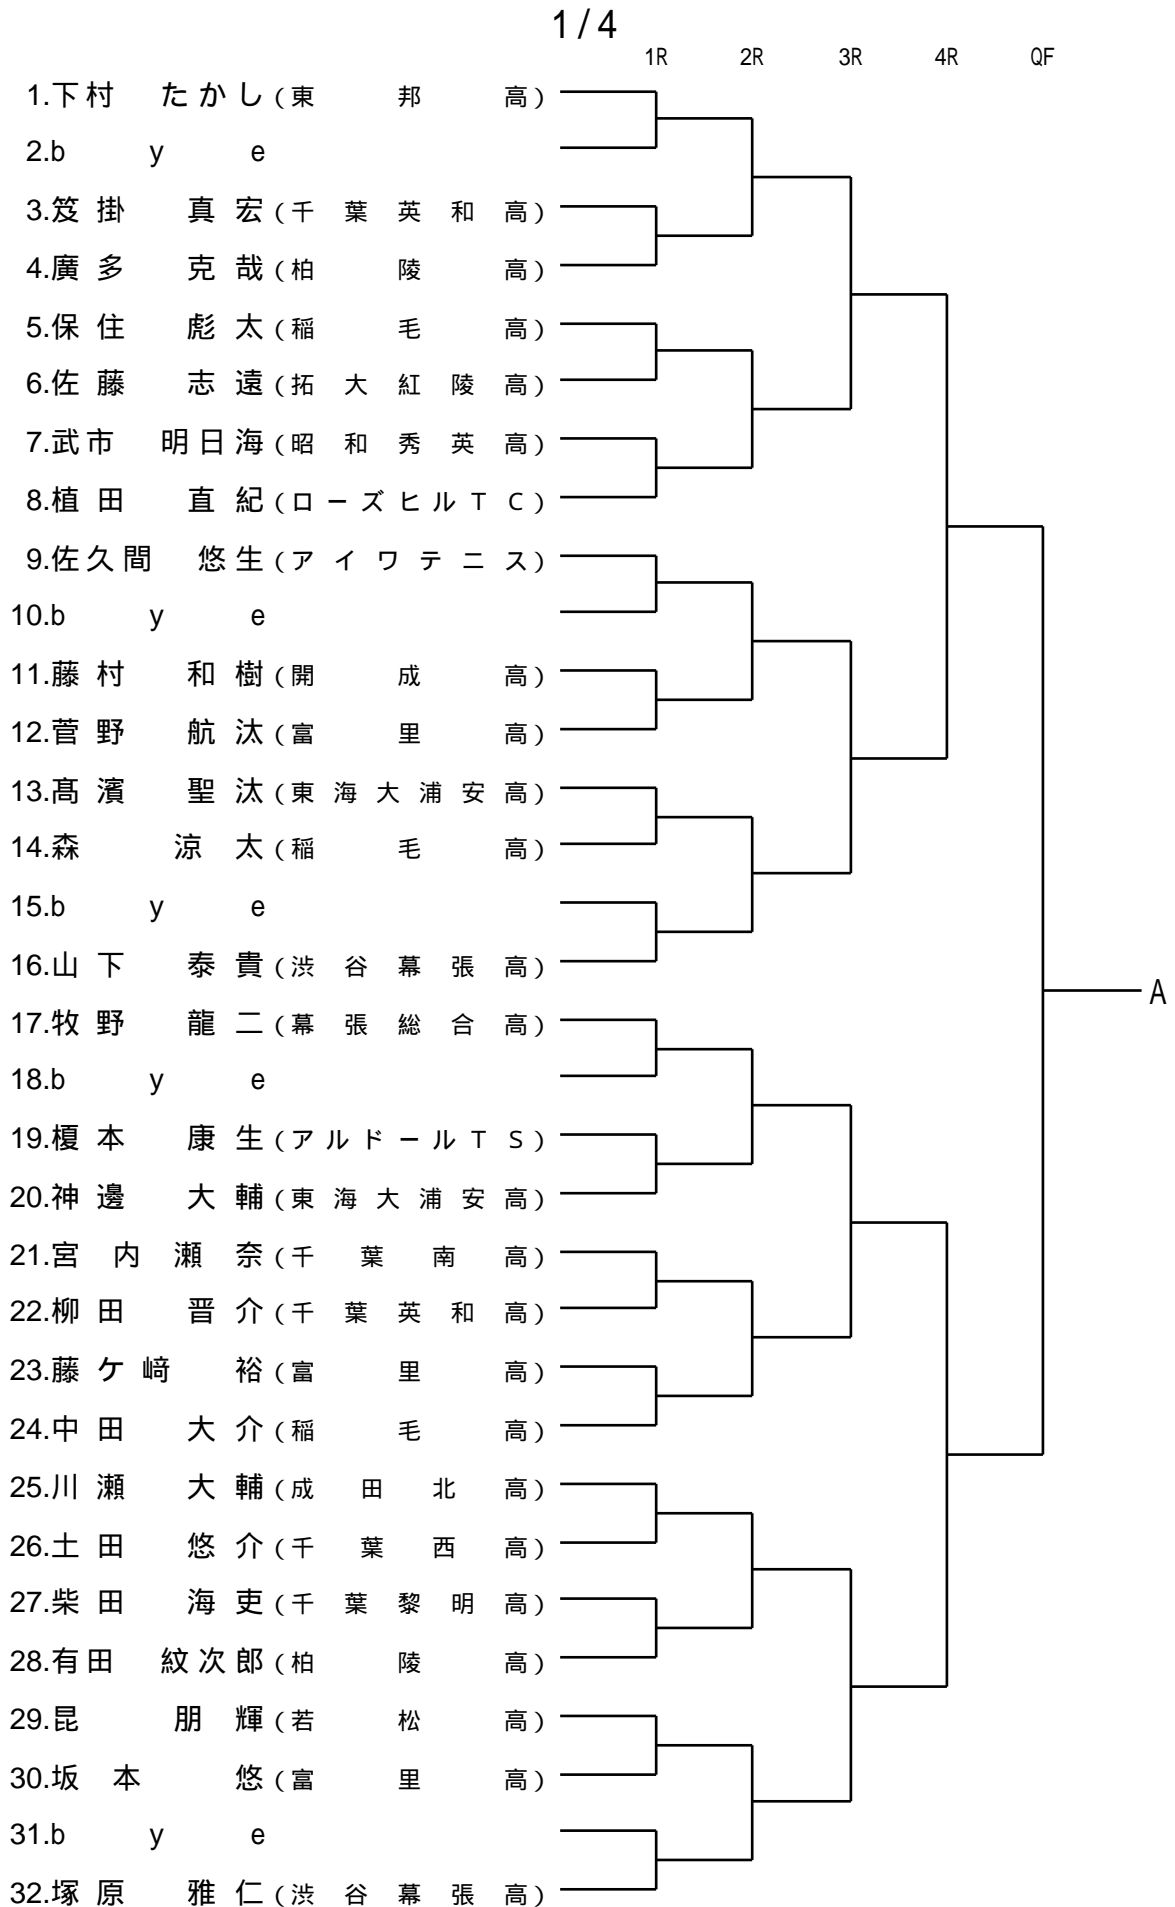 1/4
1R 2R 3R 4R QF
1.下村 たかし(東邦高)
2.bye
3.笈掛 真宏(千葉英和高)
4.廣多 克哉(柏陵高)
5.保住 彪太(稲毛高)
6.佐藤 志遠(拓大紅陵高)
7.武市 明日海(昭和秀英高)
8.植田 直紀(ローズヒルTC)
9.佐久間 悠生(アイワテニス)
10.bye
11.藤村 和樹(開成高)
12.菅野 航汰(富里高)
13.髙濱 聖汰(東海大浦安高)
14.森 涼太(稲毛高)
15.bye
16.山下 泰貴(渋谷幕張高)
A
17.牧野 龍二(幕張総合高)
18.bye
19.榎本 康生(アルドールTS)
20.神邊 大輔(東海大浦安高)
21.宮内瀬奈(千葉南高)
22.柳田 晋介(千葉英和高)
23.藤ケ﨑 裕(富里高)
24.中田 大介(稲毛高)
25.川瀬 大輔(成田北高)
26.土田 悠介(千葉西高)
27.柴田 海吏(千葉黎明高)
28.有田 紋次郎(柏陵高)
29.昆 朋輝(若松高)
30.坂本 悠(富里高)
31.bye
32.塚原 雅仁(渋谷幕張高)